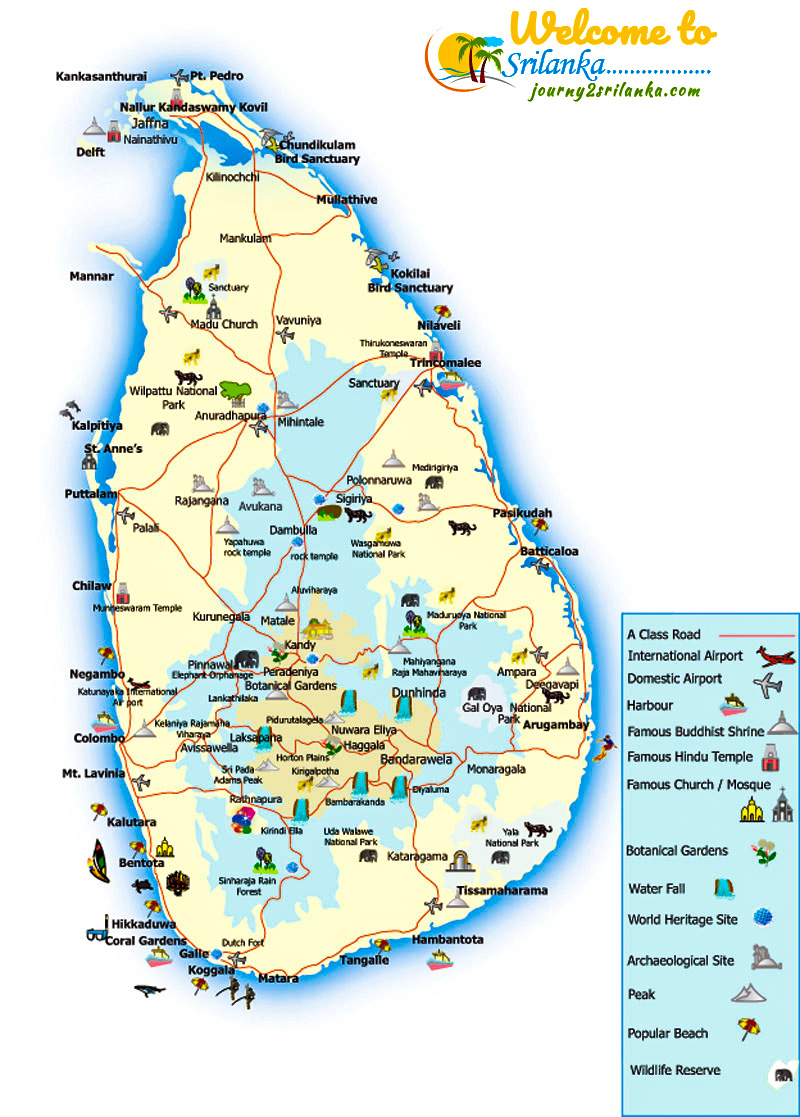 Welcome to
Srilanka..................
journy2srilanka.com
Kankasanthurai
Pt. Pedro
Nallur Kandaswamy Kovil
Jaffna
Nainathivu
Delft
Chundikulam
Bird Sanctuary
Kilinochchi
Mullathive
Mankulam
Mannar
Kokilai
Bird Sanctuary
Sanctuary
Madu Church
Vavuniya
Nilaveli
Thirukoneswaran
Temple
Trincomalee
Sanctuary
Wilpattu National
Park
Anuradhapura
Mihintale
Kalpitiya
St. Anne's
Puttalam
Palali
Rajangana
Avukana
Polonnaruwa
Medirigiriya
Sigiriya
Yapahuwa
rock temple
Dambulla
rock temple
Wasgamuwa
National Park
Pasikudah
Batticaloa
Chilaw
Munneswaram Temple
Aluviharaya
Kurunegala
Matale
Maduruoya National
Park
Kandy
Pinnawala
Elephant Orphanage
Peradeniya
Botanical Gardens
Mahiyangana
Raja Mahaviharaya
Ampara
Deegavapi
Negambo
Katunayaka International
Air port
Lankathilaka
Dunhinda
Gal Oya
National
Park
Arugambay
Pidurutalagela
Kelaniya Rajamaha
Viharaya
Colombo
Avissawella
Laksapana
Nuwara Eliya
Haggala
Horton Plains
Bandarawela
Monaragala
Mt. Lavinia
Sri Pada
Adams Peak
Kirigalpotha
Rathnapura
Bambarakanda
Diyaluma
Kalutara
Kirindi Ella
Uda Walawe
National Park
Yala
National Park
Kataragama
Bentota
Sinharaja Rain
Forest
Tissamaharama
Hikkaduwa
Coral Gardens
Dutch Fort
Galle
Koggala
Matara
Tangalle
Hambantota
A Class Road
International Airport
Domestic Airport
Harbour
Famous Buddhist Shrine
Famous Hindu Temple
Famous Church / Mosque
Botanical Gardens
Water Fall
World Heritage Site
Archaeological Site
Peak
Popular Beach
Wildlife Reserve